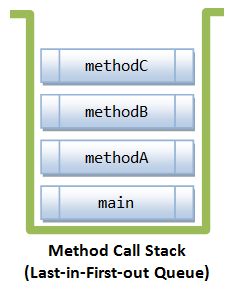 methodC
methodB
methodA
main
Method Call Stack
(Last-in-First-out Queue)